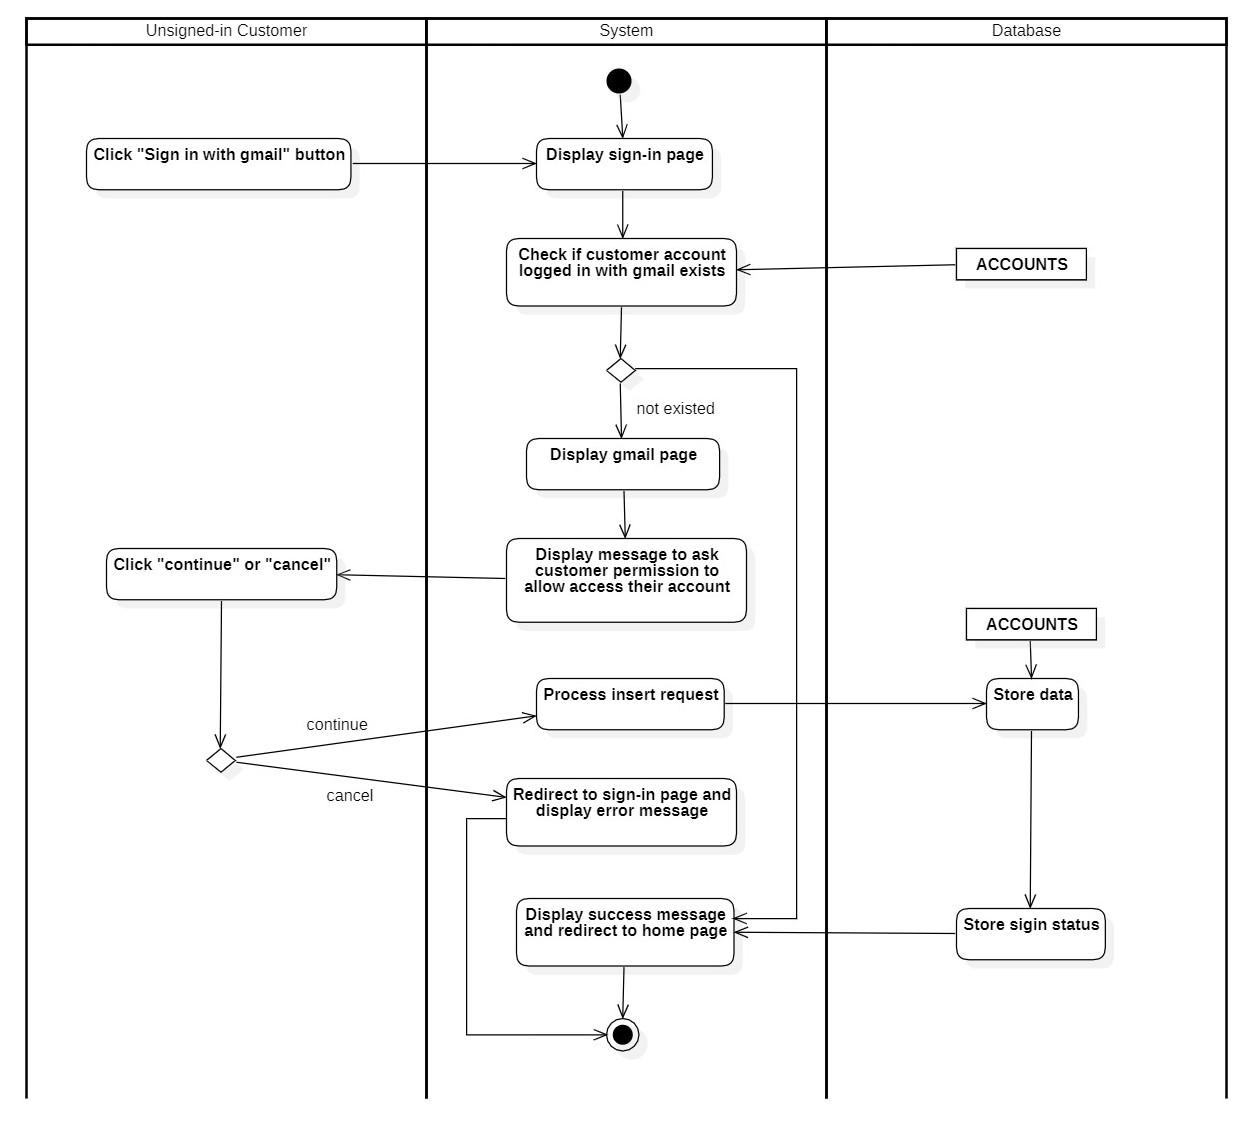 Unsigned-in Customer
System
Database
Click "Sign in with gmail" button
Display sign-in page
Check if customer account
logged in with gmail exists
ACCOUNTS
not existed
Display gmail page
Click "continue" or "cancel"
Display message to ask
customer permission to
allow access their account
ACCOUNTS
Process insert request
Store data
continue
cancel
Redirect to sign-in page and
display error message
Display success message
and redirect to home page
Store sigin status